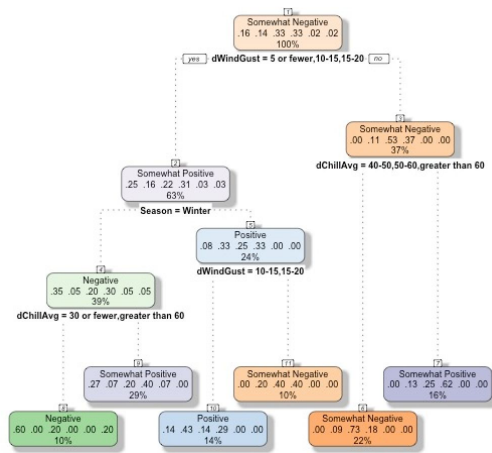 1
Somewhat Negative
.16 .14 .33 .33 .02 .02
100%
yes dWindGust = 5 or fewer,10-15,15-20 no
3
Somewhat Negative
.00 .11 .53 .37 .00 .00
37%
dChillAvg = 40-50,50-60,greater than 60
2
Somewhat Positive
.25 .16 .22 .31 .03 .03
63%
Season = Winter
5
Positive
.08 .33 .25 .33 .00 .00
24%
dWindGust = 10-15,15-20
4
Negative
.35 .05 .20 .30 .05 .05
39%
dChillAvg = 30 or fewer,greater than 60
9
Somewhat Positive
.27 .07 .20 .40 .07 .00
29%
11
Somewhat Negative
.00 .20 .40 .40 .00 .00
10%
7
Somewhat Positive
.00 .13 .25 .62 .00 .00
16%
8
Negative
.60 .00 .20 .00 .00 .20
10%
10
Positive
.14 .43 .14 .29 .00 .00
14%
6
Somewhat Negative
.00 .09 .73 .18 .00 .00
22%